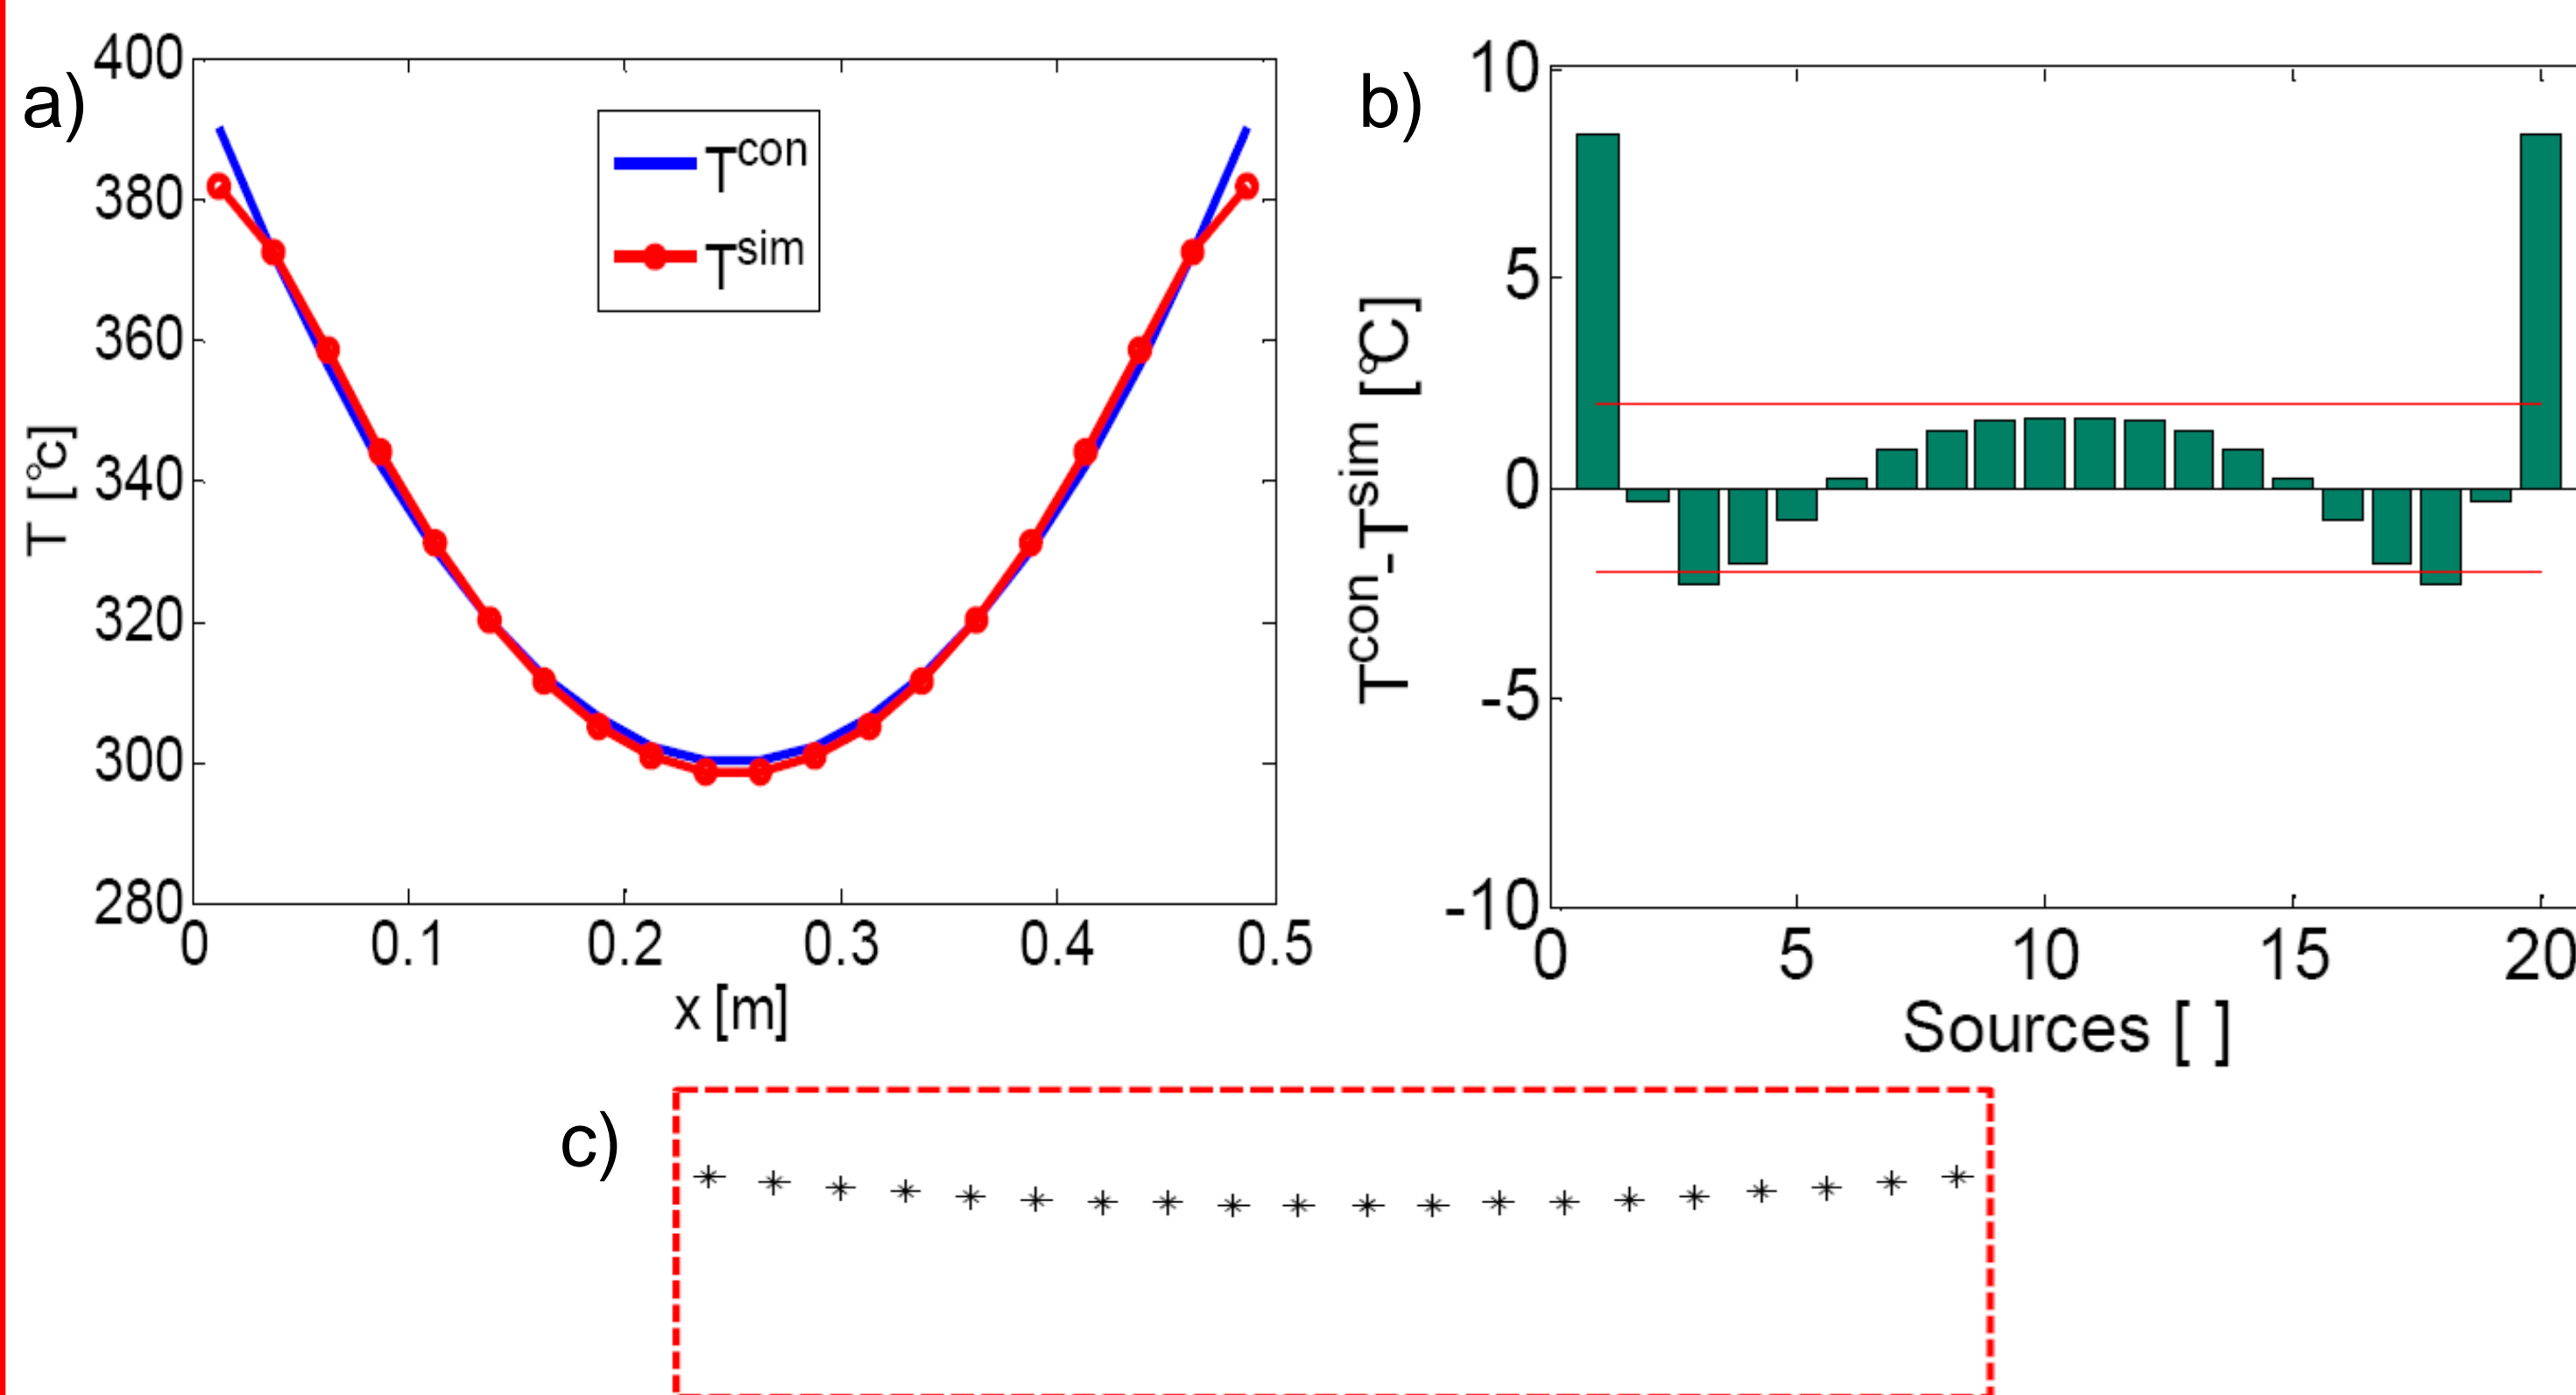 a)
400
380
360
340
320
300
280
T [°c]
0 0.1 0.2 0.3 0.4 0.5
x [m]
T^con
T^sim
b)
10
5
0
-5
-10
T^con-T^sim [°C]
0 5 10 15 20
Sources [ ]
c)